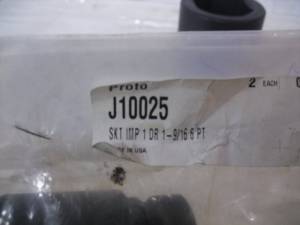 Proto
2 EACH
J10025
SKT IMP 1 DR 1-9/16 6 PT
IN USA